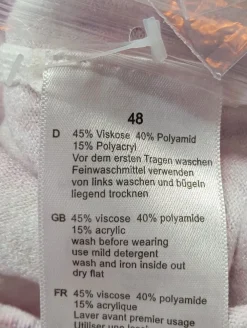 48
D 45% Viskose 40% Polyamid
15% Polyacryl
Vor dem ersten Tragen waschen
Feinwaschmittel verwenden
von links waschen und bügeln
liegend trocknen
GB 45% viscose 40% polyamide
15% acrylic
wash before wearing
use mild detergent
wash and iron inside out
dry flat
FR 45% viscose 40% polyamide
15% acrylique
Laver avant premier usage
Utiliser une